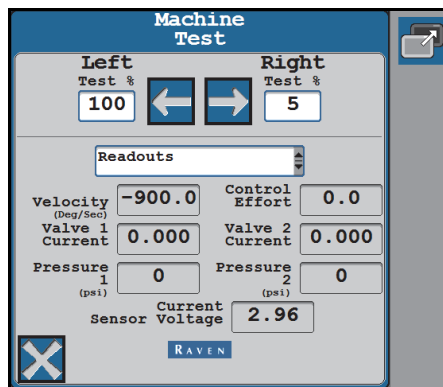 Machine
Test
Left Right
Test % Test %
100 5
Readouts
Velocity -900.0 Control Effort 0.0
(Deg/Sec)
Valve 1 Current 0.000 Valve 2 Current 0.000
Pressure 1 0 Pressure 2 0
(psi) (psi)
Current Sensor Voltage 2.96
RAVEN